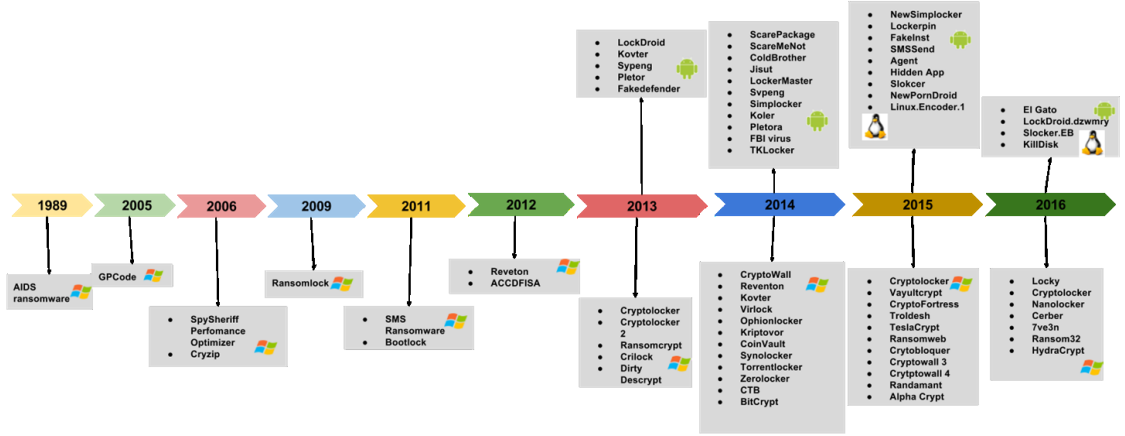 LockDroid
Kovter
Sypeng
Pletor
Fakedefender
ScarePackage
ScareMeNot
ColdBrother
Jisut
LockerMaster
Svpeng
Simplocker
Koler
Pletora
FBI virus
TKLocker
NewSimplocker
Lockerpin
FakeInst
SMSSend
Agent
Hidden App
Slokcer
NewPornDroid
Linux.Encoder.1
El Gato
LockDroid.dzwmry
Slocker.EB
KillDisk
1989
2005
2006
2009
2011
2012
2013
2014
2015
2016
AIDS
ransomware
GPCode
SpySheriff
Perfomance
Optimizer
Cryzip
Ransomlock
SMS
Ransomware
Bootlock
Reveton
ACCDFISA
Cryptolocker
Cryptolocker
2
Ransomcrypt
Crilock
Dirty
Descrypt
CryptoWall
Reventon
Kovter
Virlock
Ophionlocker
Kriptovor
CoinVault
Synolocker
Torrentlocker
Zerolocker
CTB
BitCrypt
Cryptolocker
Vayultcrypt
CryptoFortress
Troldesh
TeslaCrypt
Ransomweb
Crytobloquer
Cryptowall 3
Crytptowall 4
Randamant
Alpha Crypt
Locky
Cryptolocker
Nanolocker
Cerber
7ve3n
Ransom32
HydraCrypt